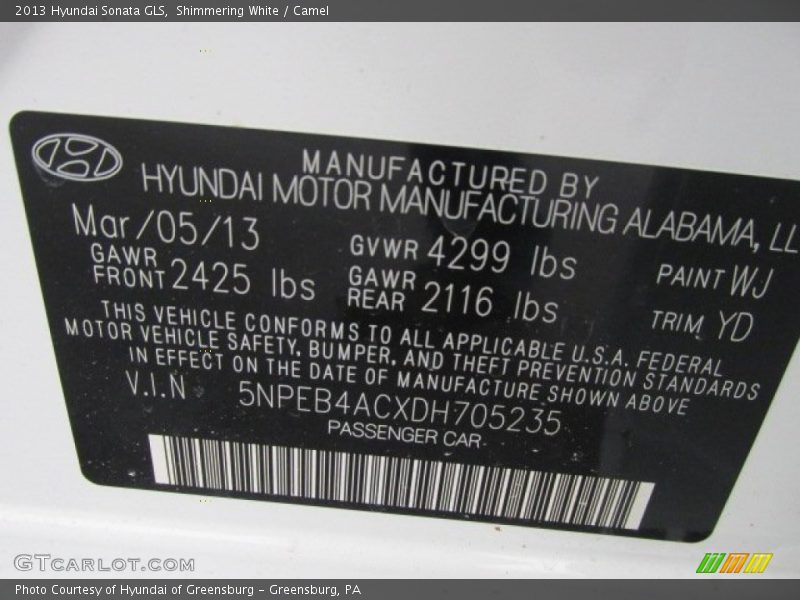 2013 Hyundai Sonata GLS, Shimmering White / Camel
MANUFACTURED BY
HYUNDAI MOTOR MANUFACTURING ALABAMA, LL
Mar/05/13 GVWR 4299 lbs PAINT WJ
GAWR FRONT 2425 lbs GAWR REAR 2116 lbs TRIM YD
THIS VEHICLE CONFORMS TO ALL APPLICABLE U.S.A. FEDERAL
MOTOR VEHICLE SAFETY, BUMPER, AND THEFT PREVENTION STANDARDS
IN EFFECT ON THE DATE OF MANUFACTURE SHOWN ABOVE
V.I.N 5NPEB4ACXDH705235
PASSENGER CAR
GTCARLOT.COM
Photo Courtesy of Hyundai of Greensburg - Greensburg, PA